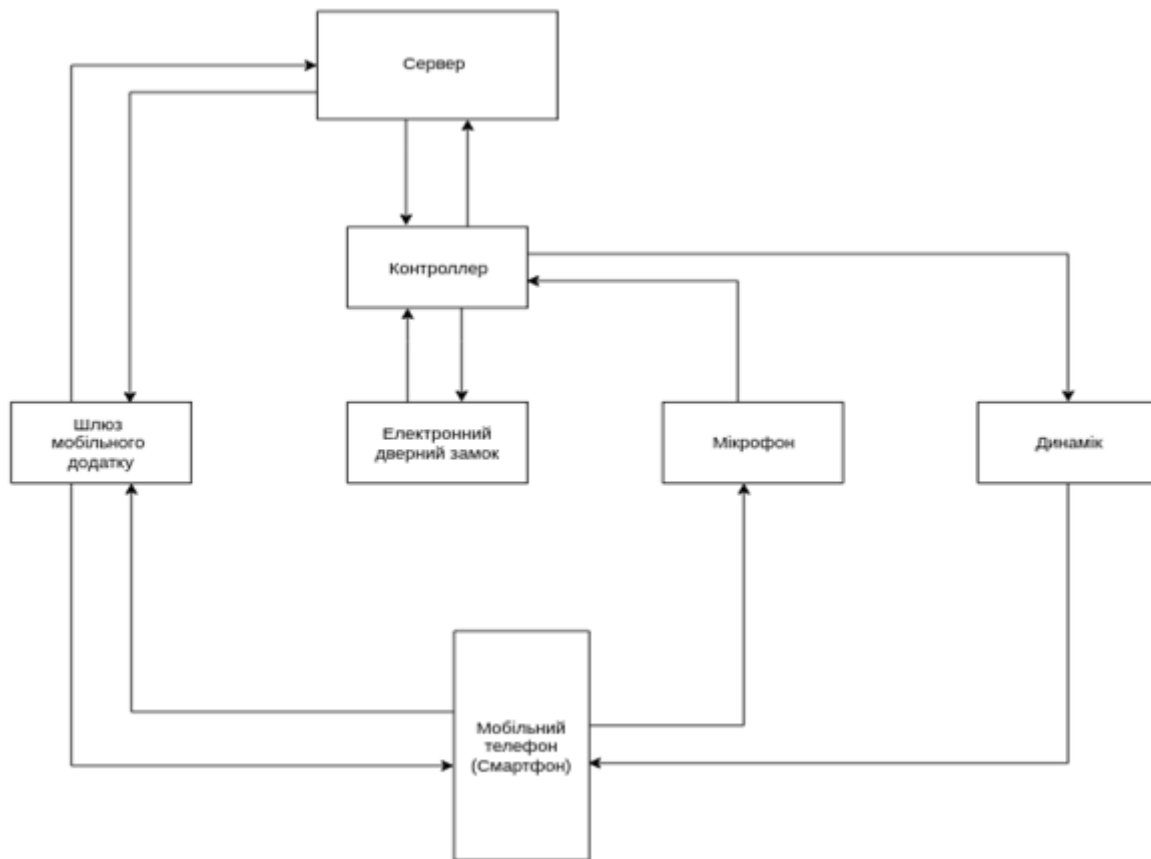 Сервер
Контроллер
Шлюз
мобільного
додатку
Електронний
дверний замок
Мікрофон
Динамік
Мобільний
телефон
(Смартфон)